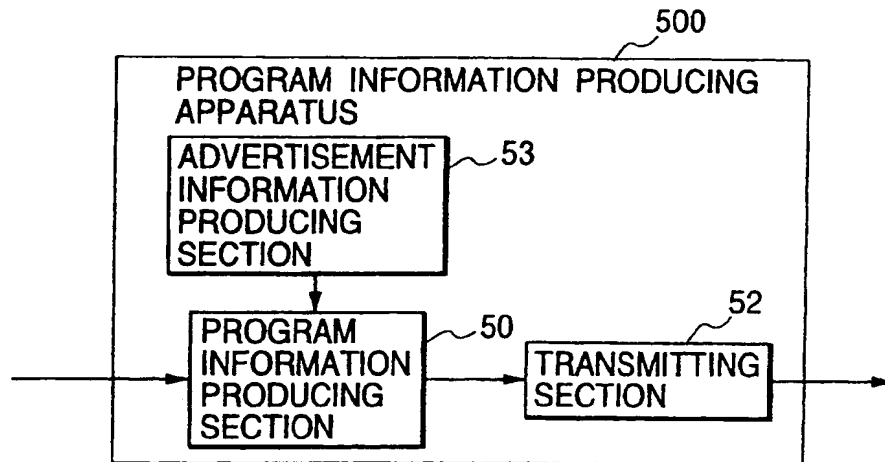 500
PROGRAM INFORMATION PRODUCING
APPARATUS
ADVERTISEMENT
INFORMATION
PRODUCING
SECTION
53
PROGRAM
INFORMATION
PRODUCING
SECTION
50
TRANSMITTING
SECTION
52